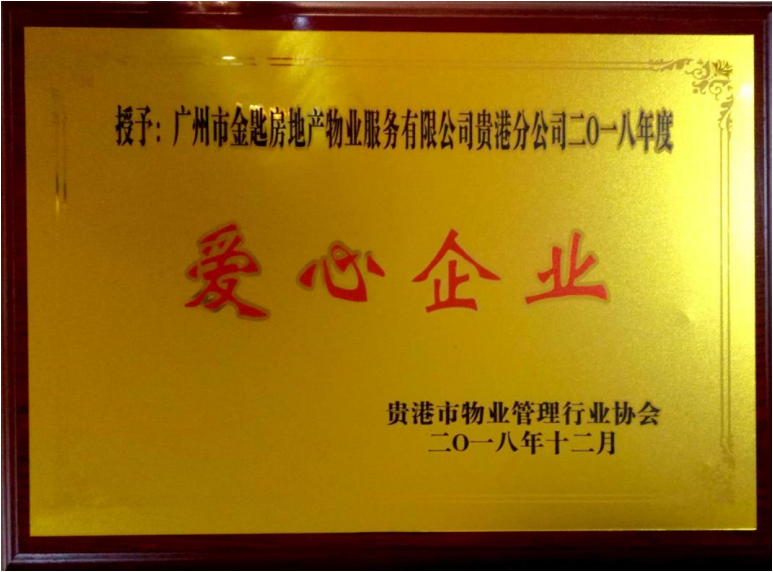 授予：广州市金匙房地产物业服务有限公司贵港分公司二O一八年度
爱心企业
贵港市物业管理行业协会
二O一八年十二月